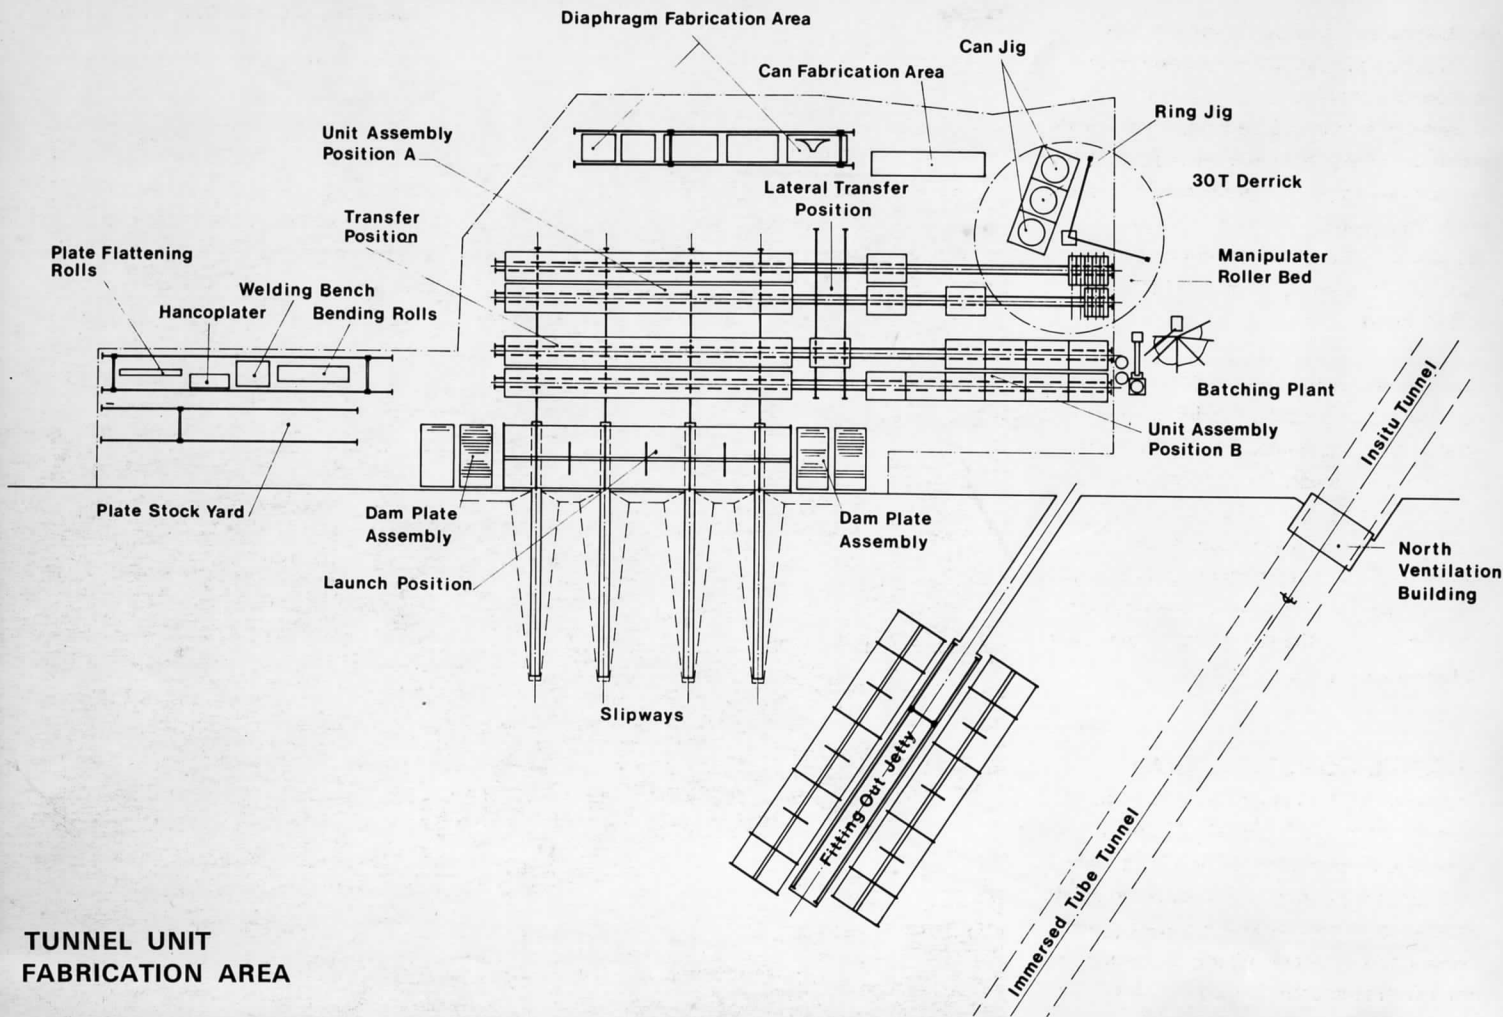 Diaphragm Fabrication Area
Can Jig
Can Fabrication Area
Ring Jig
Unit Assembly
Position A
30T Derrick
Lateral Transfer
Position
Transfer
Position
Plate Flattening
Rolls
Manipulater
Roller Bed
Welding Bench
Hancoplater
Bending Rolls
Batching Plant
Insitu Tunnel
Unit Assembly
Position B
Plate Stock Yard
Dam Plate
Assembly
Dam Plate
Assembly
Launch Position
North
Ventilation
Building
Slipways
Fitting Out Jetty
Immersed Tube Tunnel
TUNNEL UNIT
FABRICATION AREA